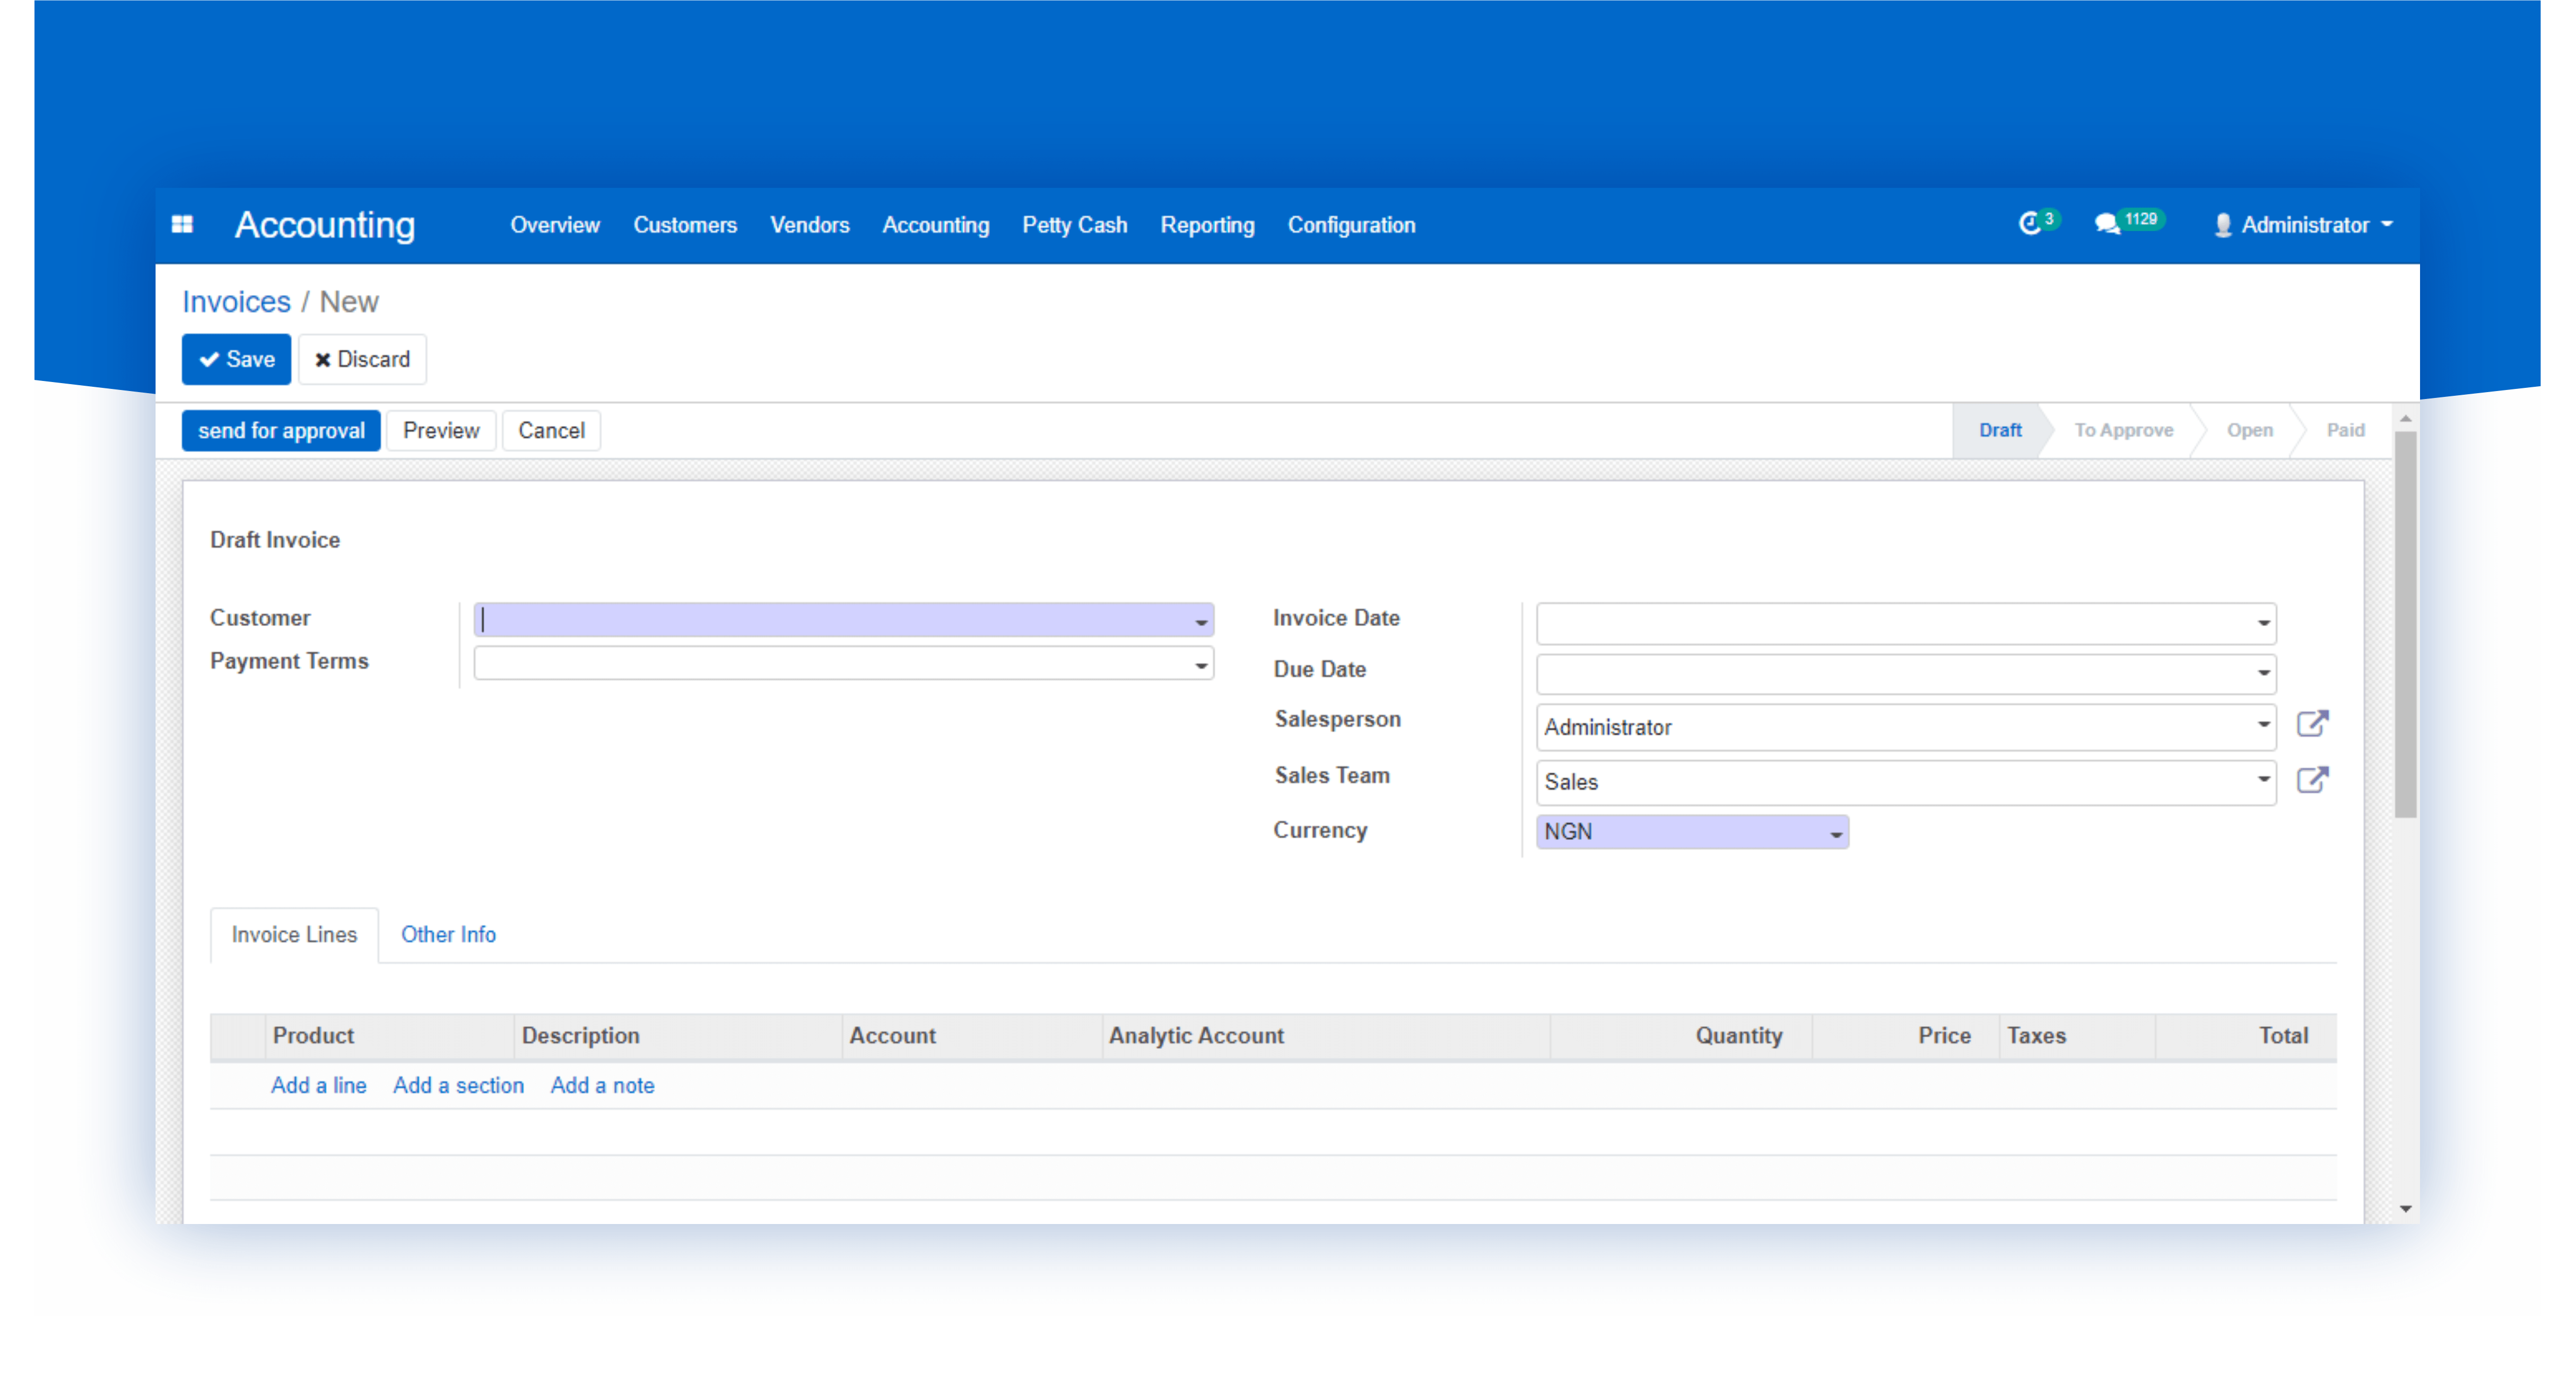 Accounting Overview Customers Vendors Accounting Petty Cash Reporting Configuration 3 1129 Administrator
Invoices / New
Save Discard
send for approval Preview Cancel Draft To Approve Open Paid
Draft Invoice
Customer Invoice Date
Payment Terms Due Date
Salesperson Administrator
Sales Team Sales
Currency NGN
Invoice Lines Other Info
Product Description Account Analytic Account Quantity Price Taxes Total
Add a line Add a section Add a note